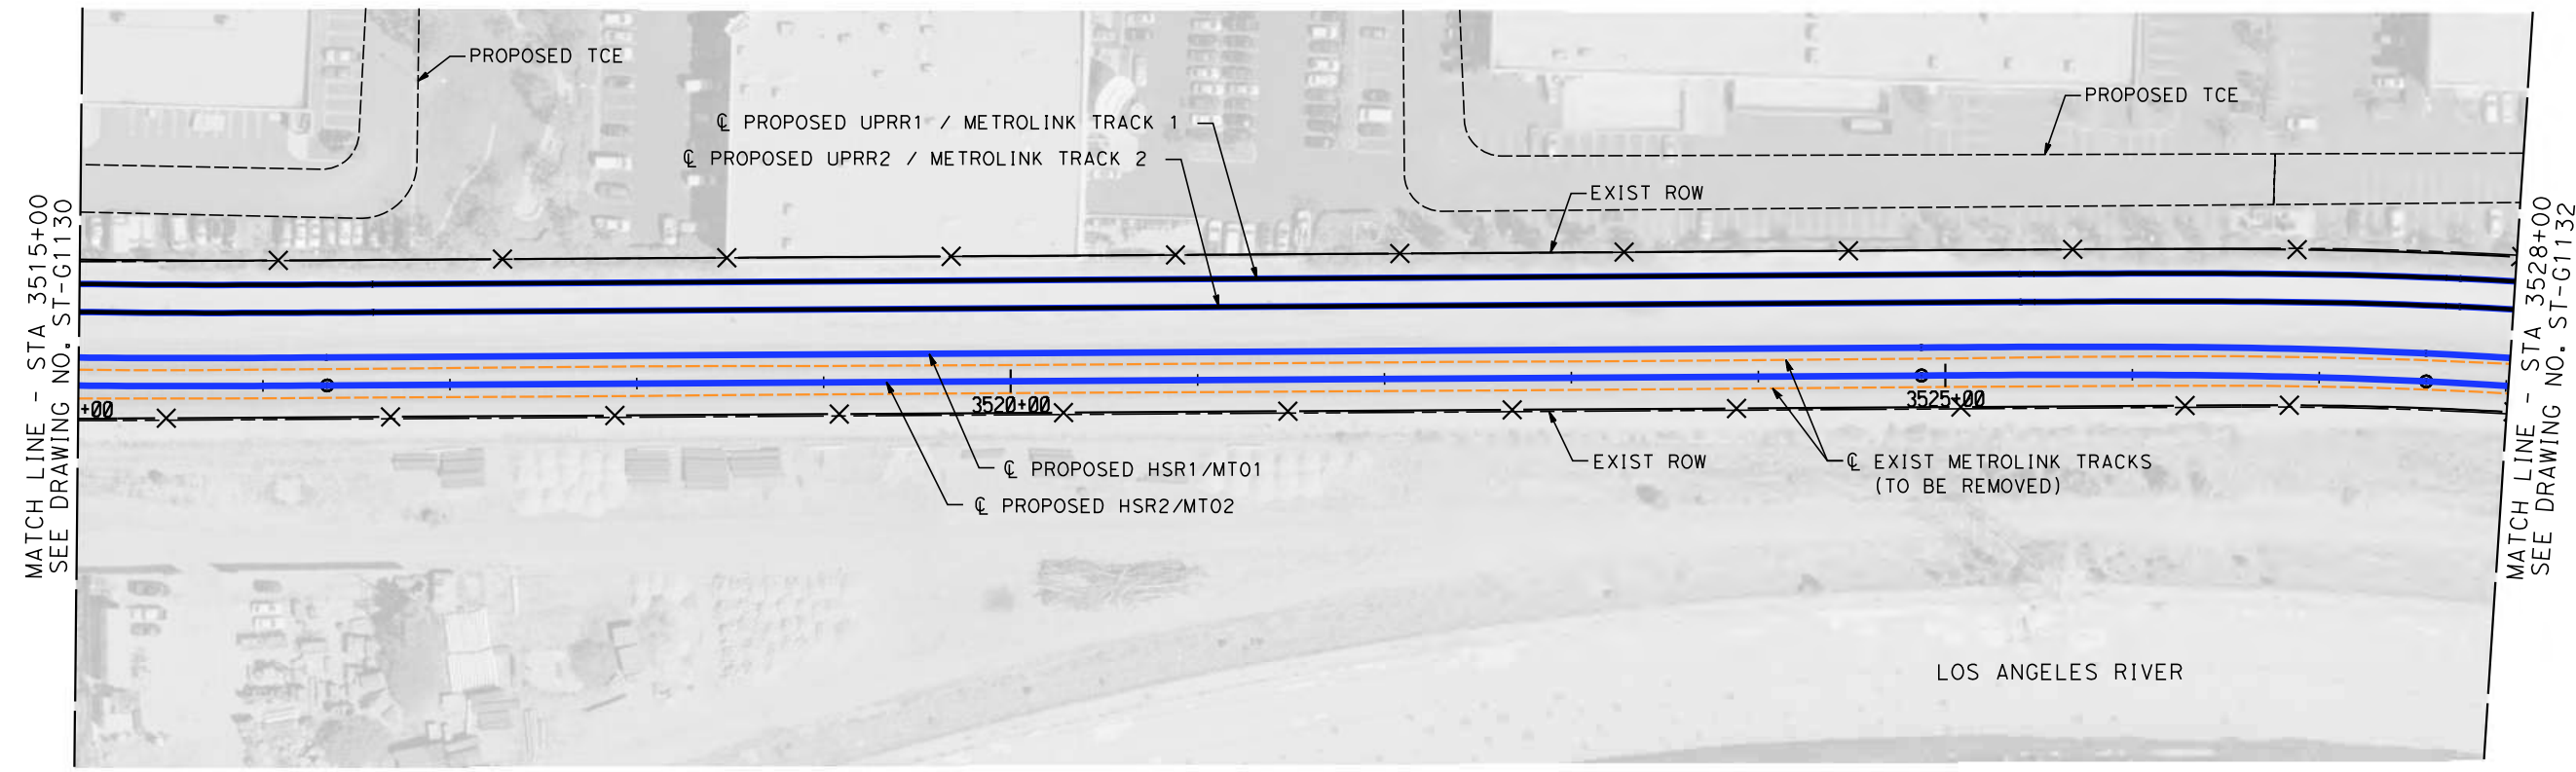 PROPOSED TCE
PROPOSED TCE
℄ PROPOSED UPRR1 / METROLINK TRACK 1
℄ PROPOSED UPRR2 / METROLINK TRACK 2
EXIST ROW
MATCH LINE - STA 3515+00
SEE DRAWING NO. ST-G1130
MATCH LINE - STA 3528+00
SEE DRAWING NO. ST-G1132
+00
3520+00
3525+00
℄ PROPOSED HSR1/MT01
℄ PROPOSED HSR2/MT02
EXIST ROW
℄ EXIST METROLINK TRACKS
(TO BE REMOVED)
LOS ANGELES RIVER